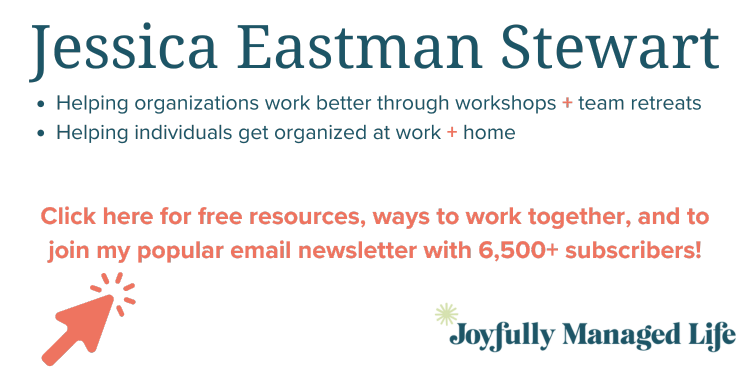 Jessica Eastman Stewart
• Helping organizations work better through workshops + team retreats
• Helping individuals get organized at work + home
Click here for free resources, ways to work together, and to
join my popular email newsletter with 6,500+ subscribers!
Joyfully Managed Life